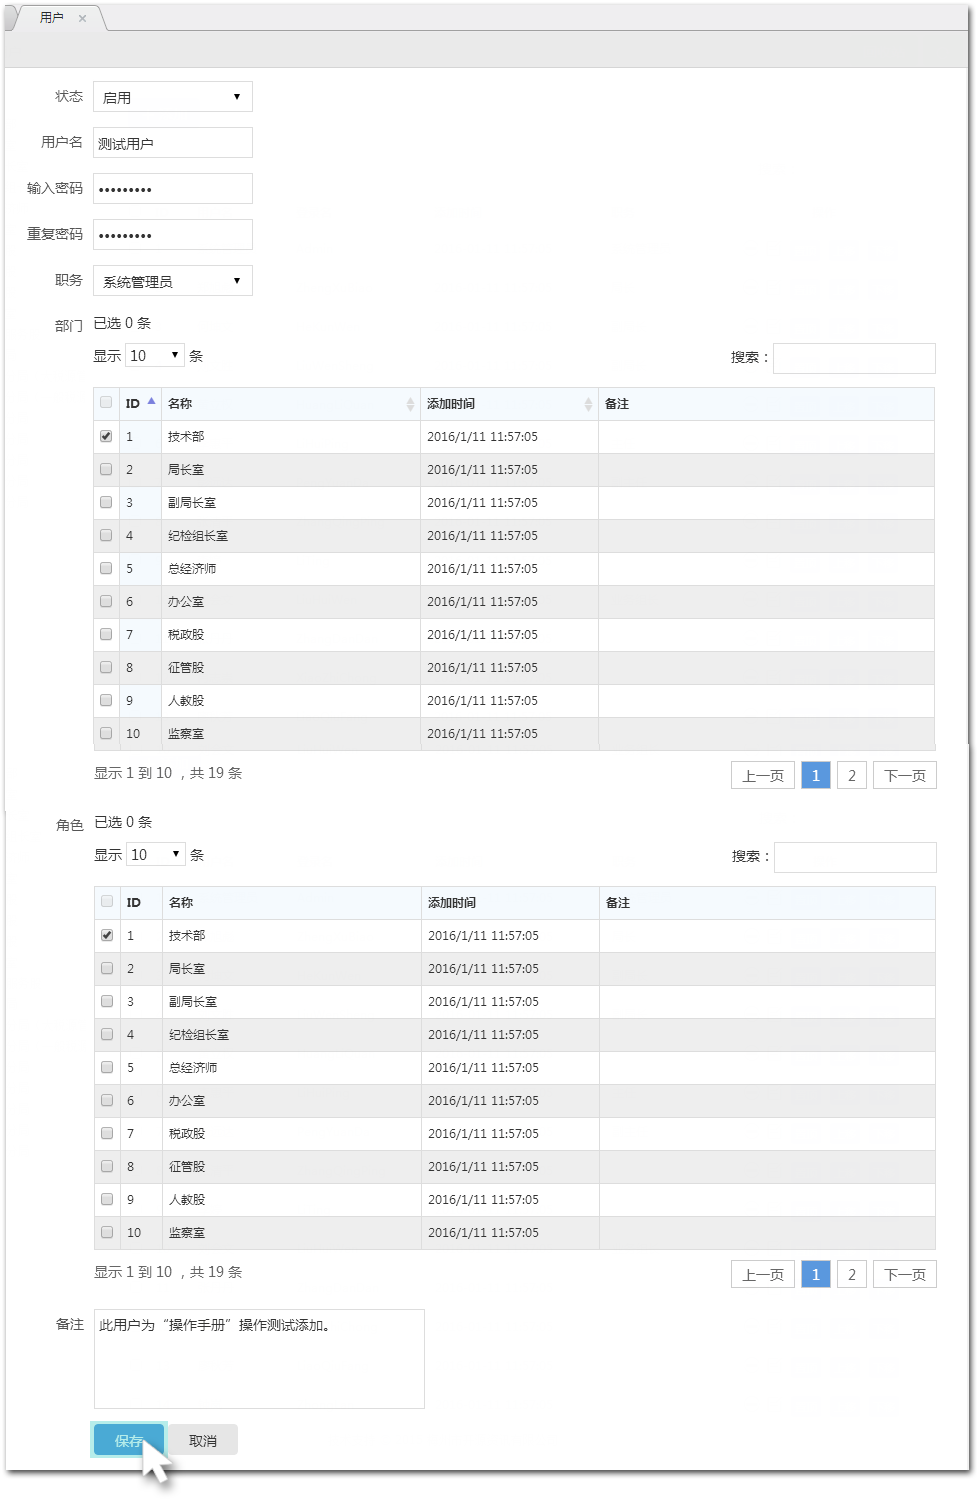 用户 ×
状态 启用
用户名 测试用户
输入密码 •••••••••
重复密码 •••••••••
职务 系统管理员
部门 已选 0 条
显示 10 条 搜索：
ID 名称 添加时间 备注
1 技术部 2016/1/11 11:57:05
2 局长室 2016/1/11 11:57:05
3 副局长室 2016/1/11 11:57:05
4 纪检组长室 2016/1/11 11:57:05
5 总经济师 2016/1/11 11:57:05
6 办公室 2016/1/11 11:57:05
7 税政股 2016/1/11 11:57:05
8 征管股 2016/1/11 11:57:05
9 人教股 2016/1/11 11:57:05
10 监察室 2016/1/11 11:57:05
显示 1 到 10 ，共 19 条 上一页 1 2 下一页
角色 已选 0 条
显示 10 条 搜索：
ID 名称 添加时间 备注
1 技术部 2016/1/11 11:57:05
2 局长室 2016/1/11 11:57:05
3 副局长室 2016/1/11 11:57:05
4 纪检组长室 2016/1/11 11:57:05
5 总经济师 2016/1/11 11:57:05
6 办公室 2016/1/11 11:57:05
7 税政股 2016/1/11 11:57:05
8 征管股 2016/1/11 11:57:05
9 人教股 2016/1/11 11:57:05
10 监察室 2016/1/11 11:57:05
显示 1 到 10 ，共 19 条 上一页 1 2 下一页
备注 此用户为“操作手册”操作测试添加。
保存 取消